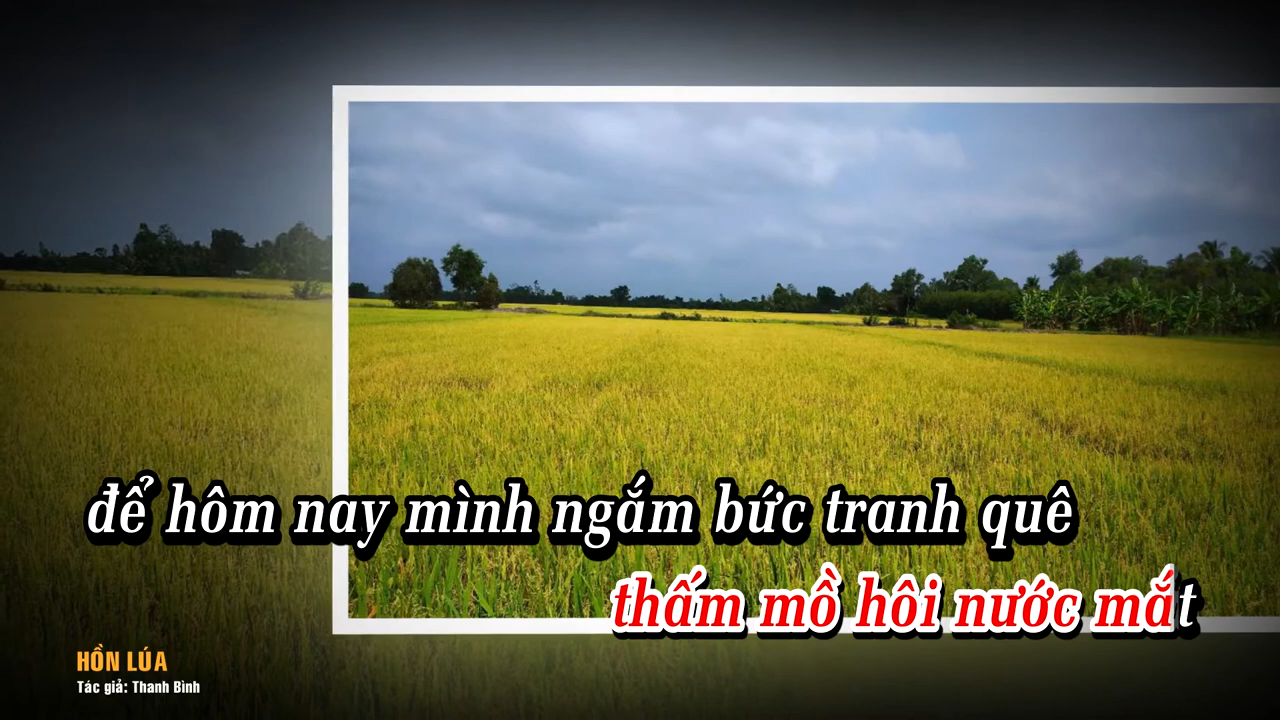 để hôm nay mình ngắm bức tranh quê
thấm mồ hôi nước mắt
HỒN LÚA
Tác giả: Thanh Bình